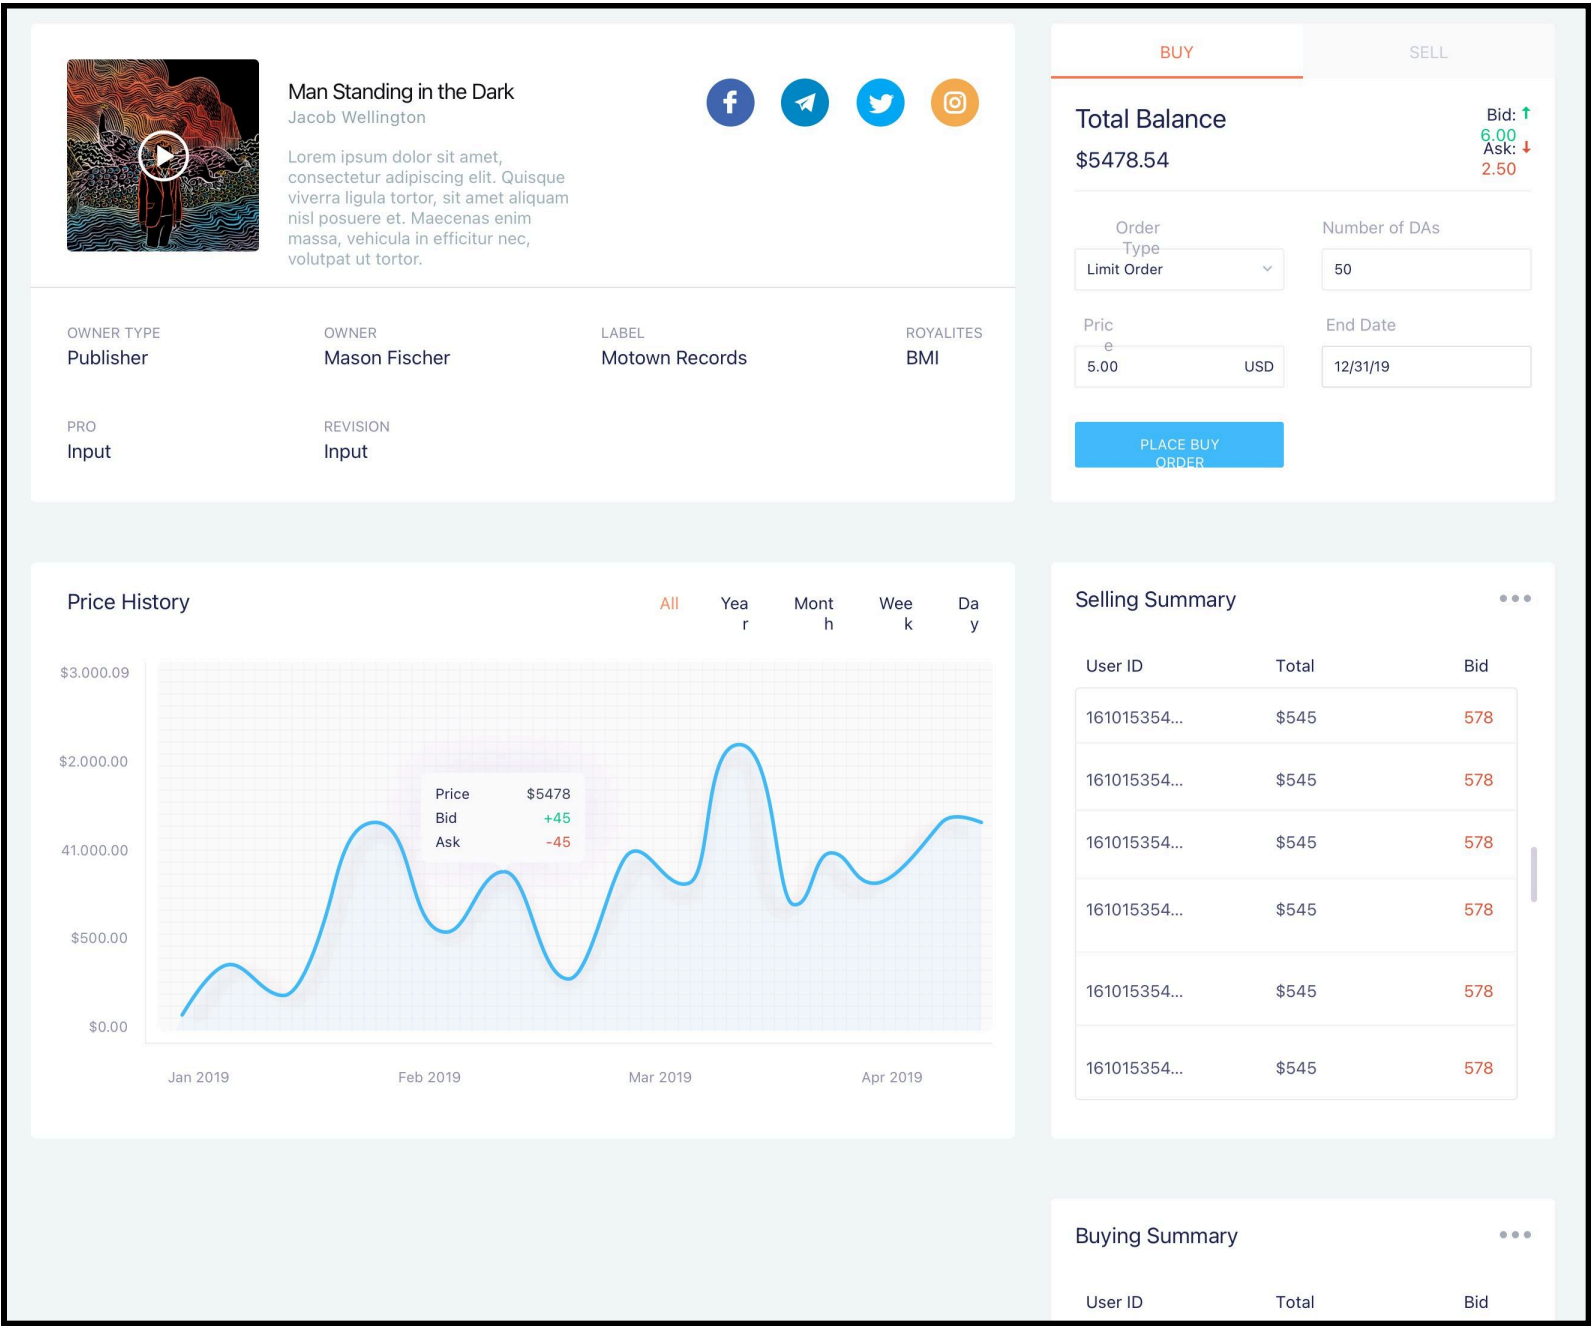 Man Standing in the Dark
Jacob Wellington
Lorem ipsum dolor sit amet,
consectetur adipiscing elit. Quisque
viverra ligula tortor, sit amet aliquam
nisl posuere et. Maecenas enim
massa, vehicula in efficitur nec,
volutpat ut tortor.
OWNER TYPE
Publisher
OWNER
Mason Fischer
LABEL
Motown Records
ROYALITES
BMI
PRO
Input
REVISION
Input
BUY
SELL
Total Balance
$5478.54
Bid:
6.00
Ask:
2.50
Order
Type
Limit Order
Number of DAs
50
Pric
e
5.00 USD
End Date
12/31/19
PLACE BUY
ORDER
Price History
All
Yea
r
Mont
h
Wee
k
Da
y
$3.000.09
$2.000.00
41.000.00
$500.00
$0.00
Price $5478
Bid +45
Ask -45
Jan 2019 Feb 2019 Mar 2019 Apr 2019
Selling Summary
User ID Total Bid
161015354... $545 578
161015354... $545 578
161015354... $545 578
161015354... $545 578
161015354... $545 578
161015354... $545 578
Buying Summary
User ID Total Bid